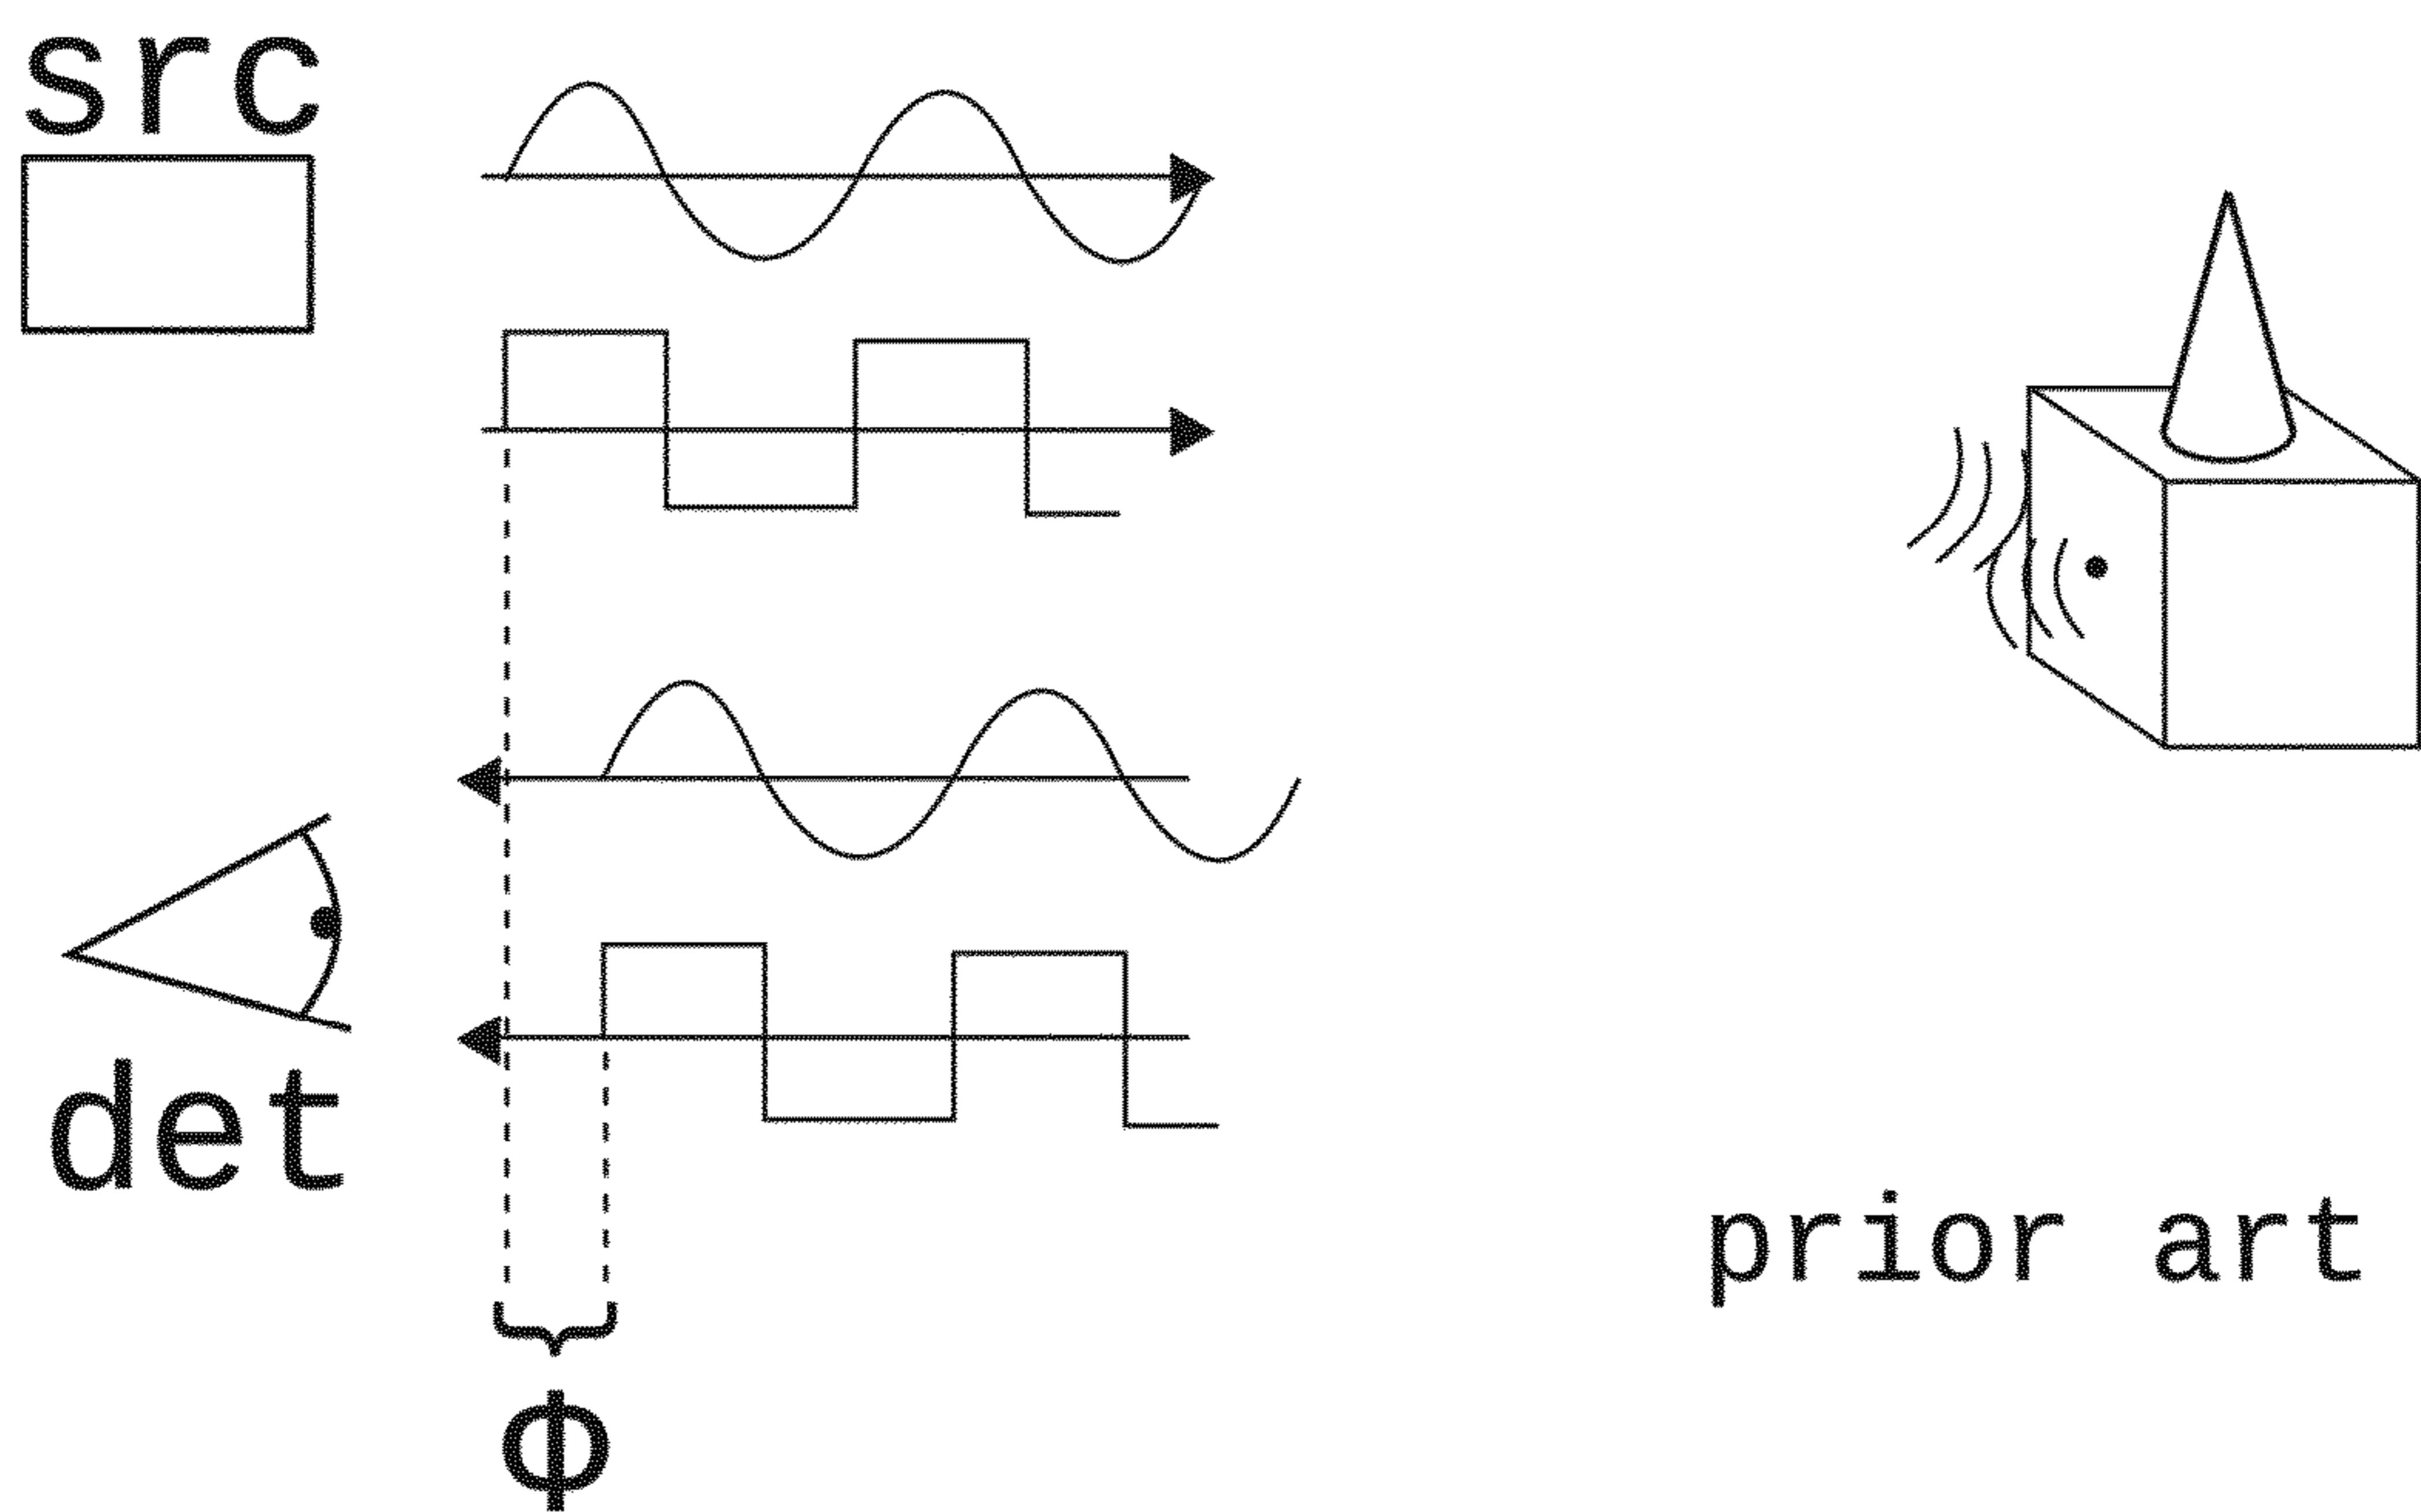 src
det
prior art
ϕ